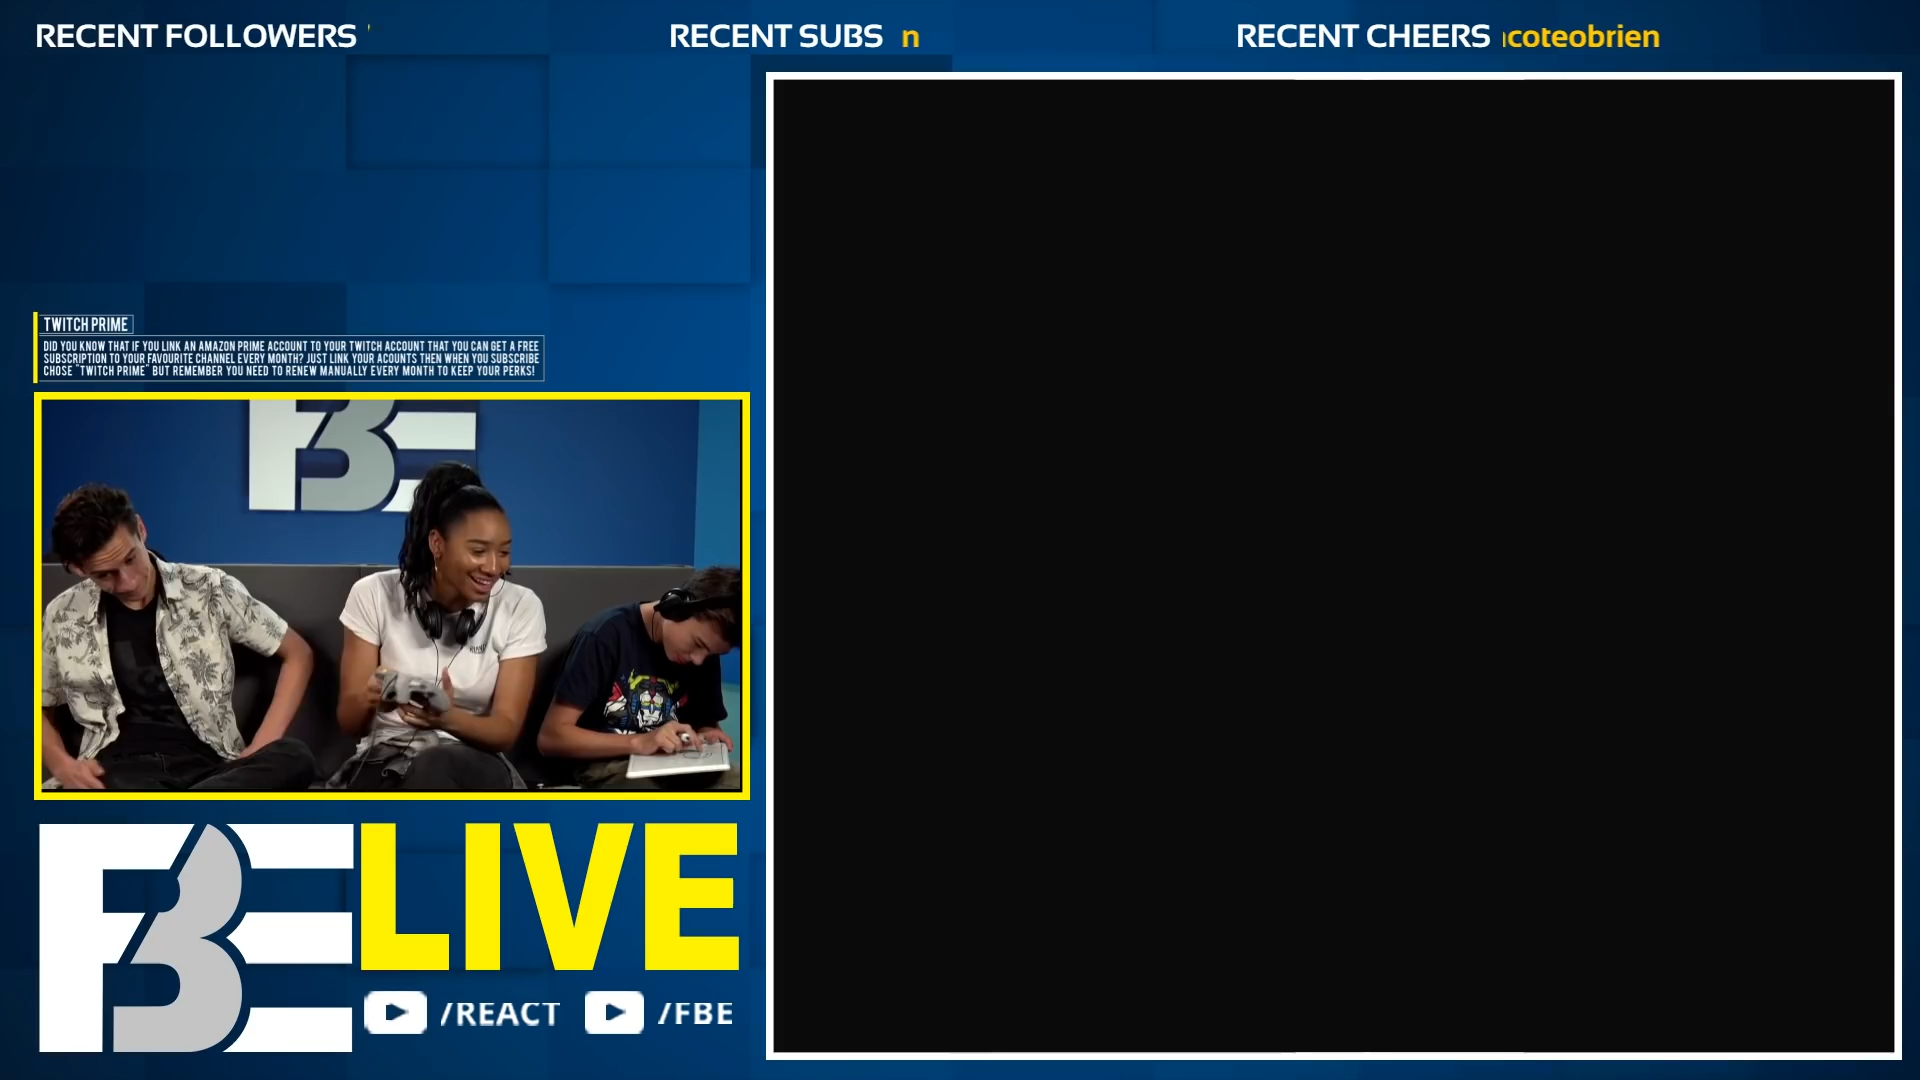 RECENT FOLLOWERS
RECENT SUBS n
RECENT CHEERS coteobrien
TWITCH PRIME
DID YOU KNOW THAT IF YOU LINK AN AMAZON PRIME ACCOUNT TO YOUR TWITCH ACCOUNT THAT YOU CAN GET A FREE
SUBSCRIPTION TO YOUR FAVOURITE CHANNEL EVERY MONTH? JUST LINK YOUR ACOUNTS THEN WHEN YOU SUBSCRIBE
CHOSE "TWITCH PRIME" BUT REMEMBER YOU NEED TO RENEW MANUALLY EVERY MONTH TO KEEP YOUR PERKS!
FBE
FBE LIVE
/REACT /FBE